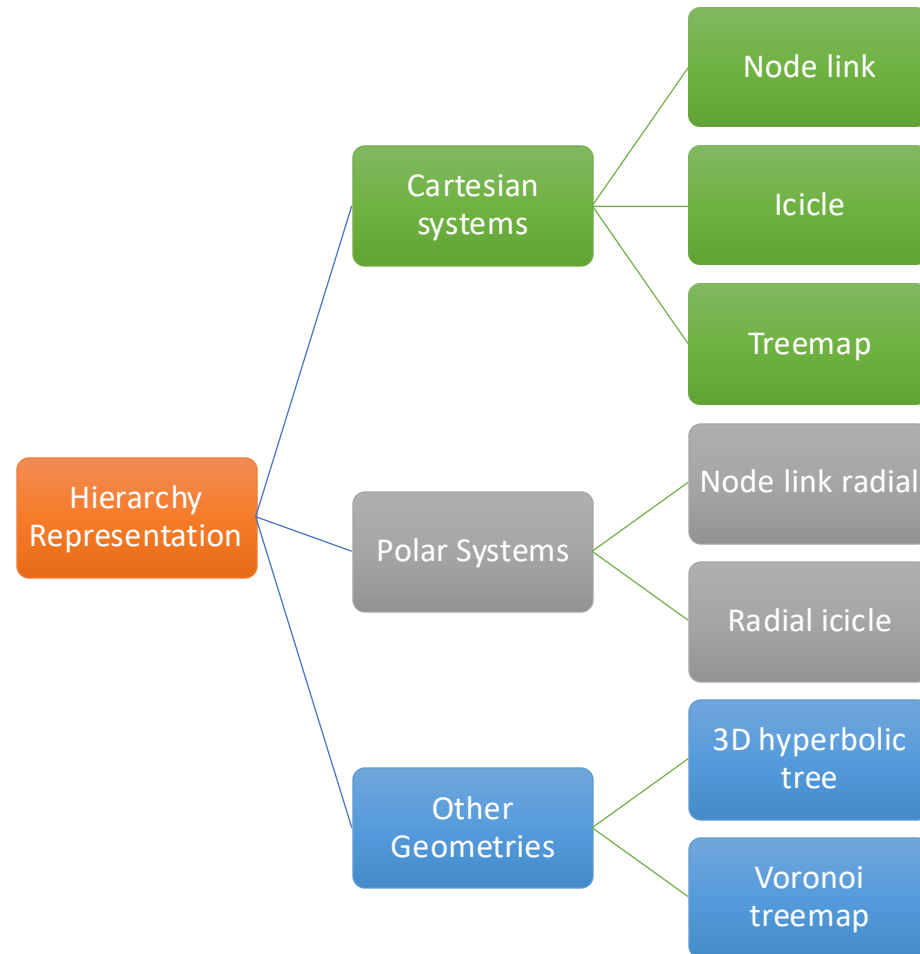 Hierarchy
Representation
Cartesian
systems
Node link
Icicle
Treemap
Polar Systems
Node link radial
Radial icicle
Other
Geometries
3D hyperbolic
tree
Voronoi
treemap